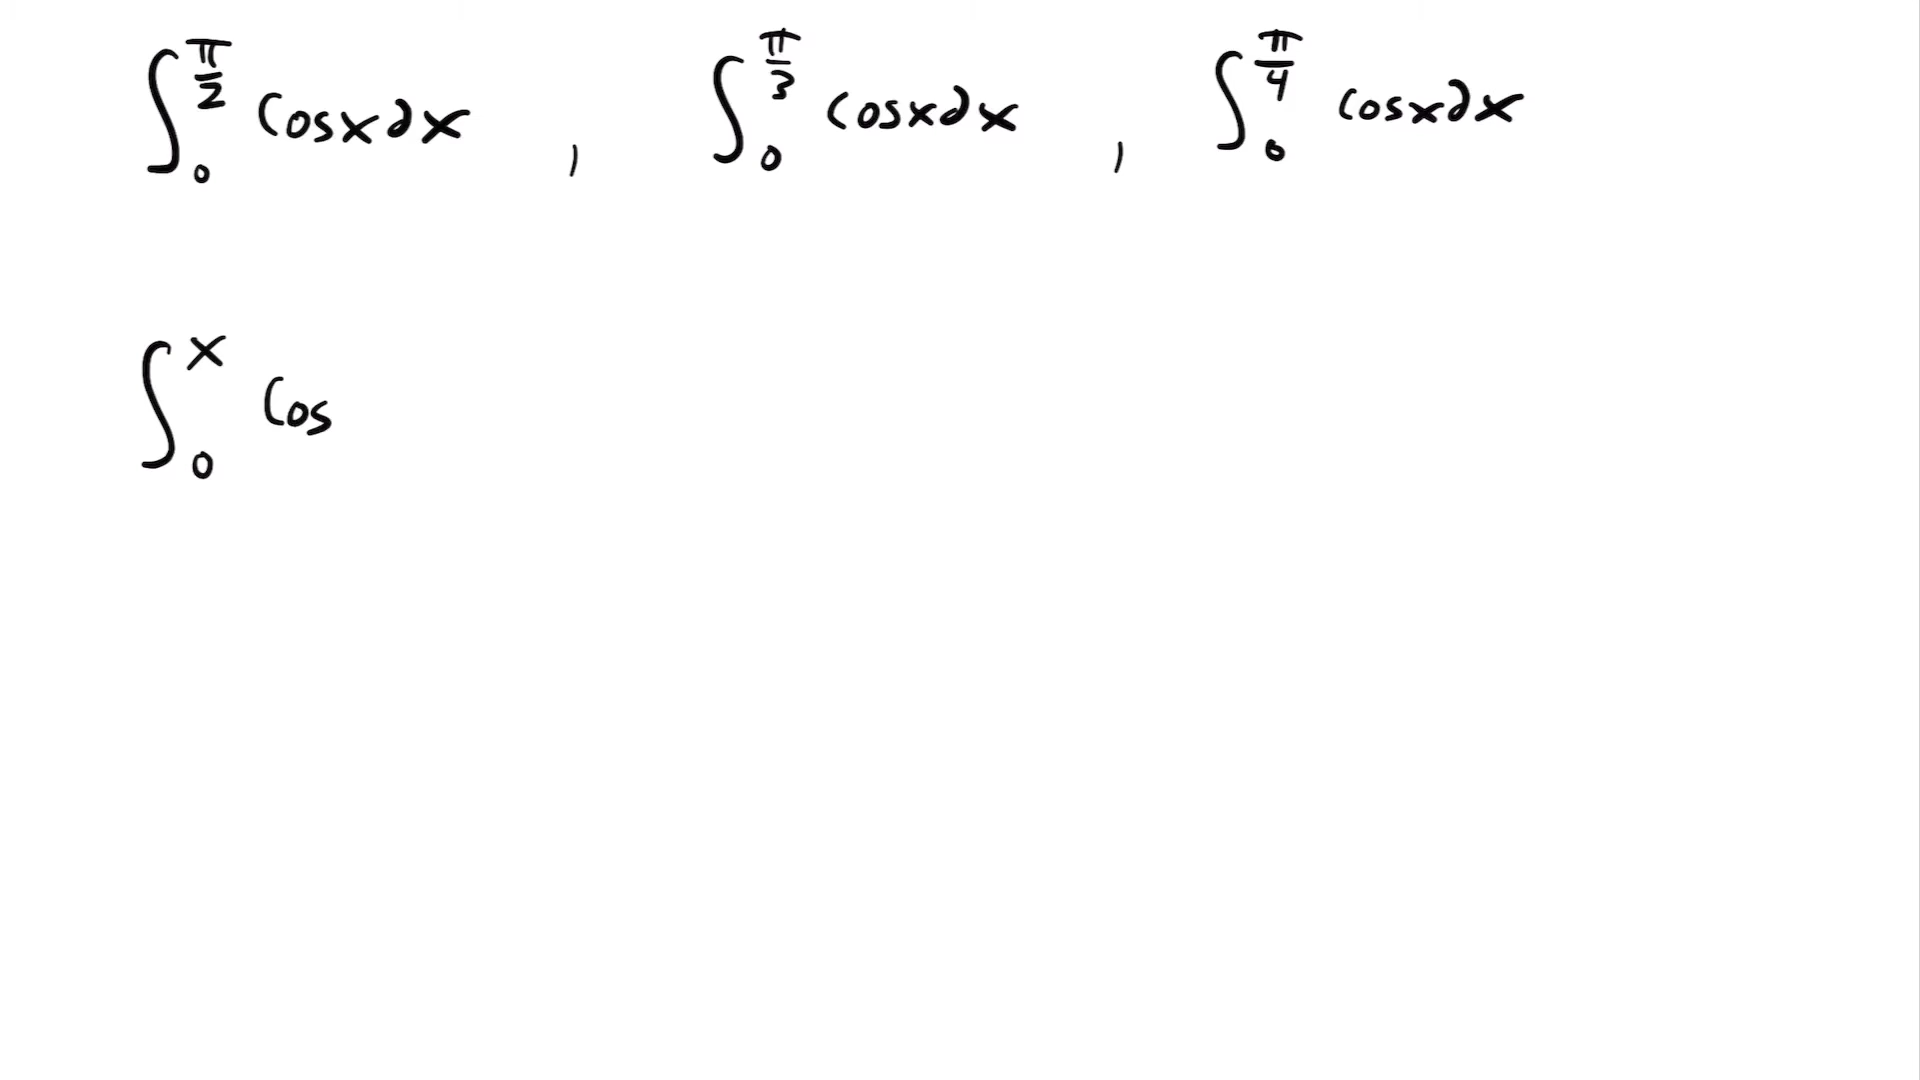 ∫₀^(π/2) cosx dx , ∫₀^(π/3) cosx dx , ∫₀^(π/4) cosx dx
∫₀^x cos